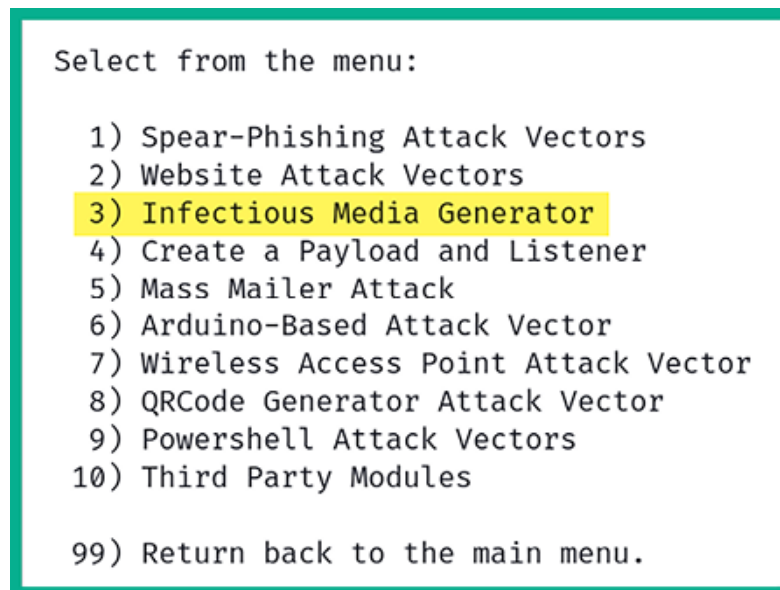 Select from the menu:
1) Spear-Phishing Attack Vectors
2) Website Attack Vectors
3) Infectious Media Generator
4) Create a Payload and Listener
5) Mass Mailer Attack
6) Arduino-Based Attack Vector
7) Wireless Access Point Attack Vector
8) QRCode Generator Attack Vector
9) Powershell Attack Vectors
10) Third Party Modules
99) Return back to the main menu.